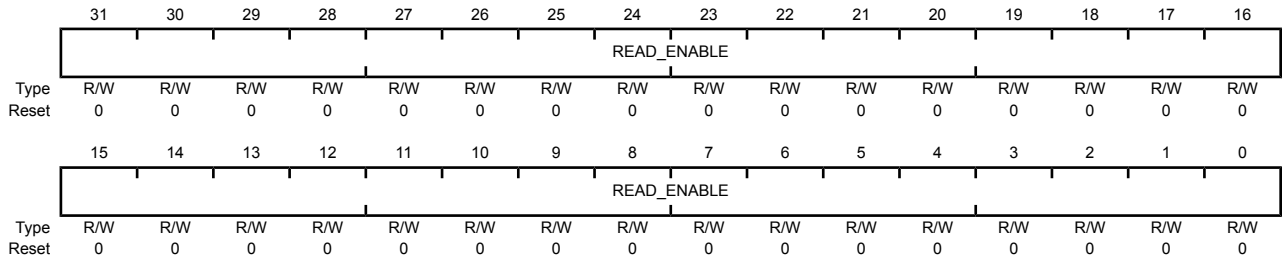 31 30 29 28 27 26 25 24 23 22 21 20 19 18 17 16
READ_ENABLE
Type R/W R/W R/W R/W R/W R/W R/W R/W R/W R/W R/W R/W R/W R/W R/W R/W
Reset 0 0 0 0 0 0 0 0 0 0 0 0 0 0 0 0
15 14 13 12 11 10 9 8 7 6 5 4 3 2 1 0
READ_ENABLE
Type R/W R/W R/W R/W R/W R/W R/W R/W R/W R/W R/W R/W R/W R/W R/W R/W
Reset 0 0 0 0 0 0 0 0 0 0 0 0 0 0 0 0